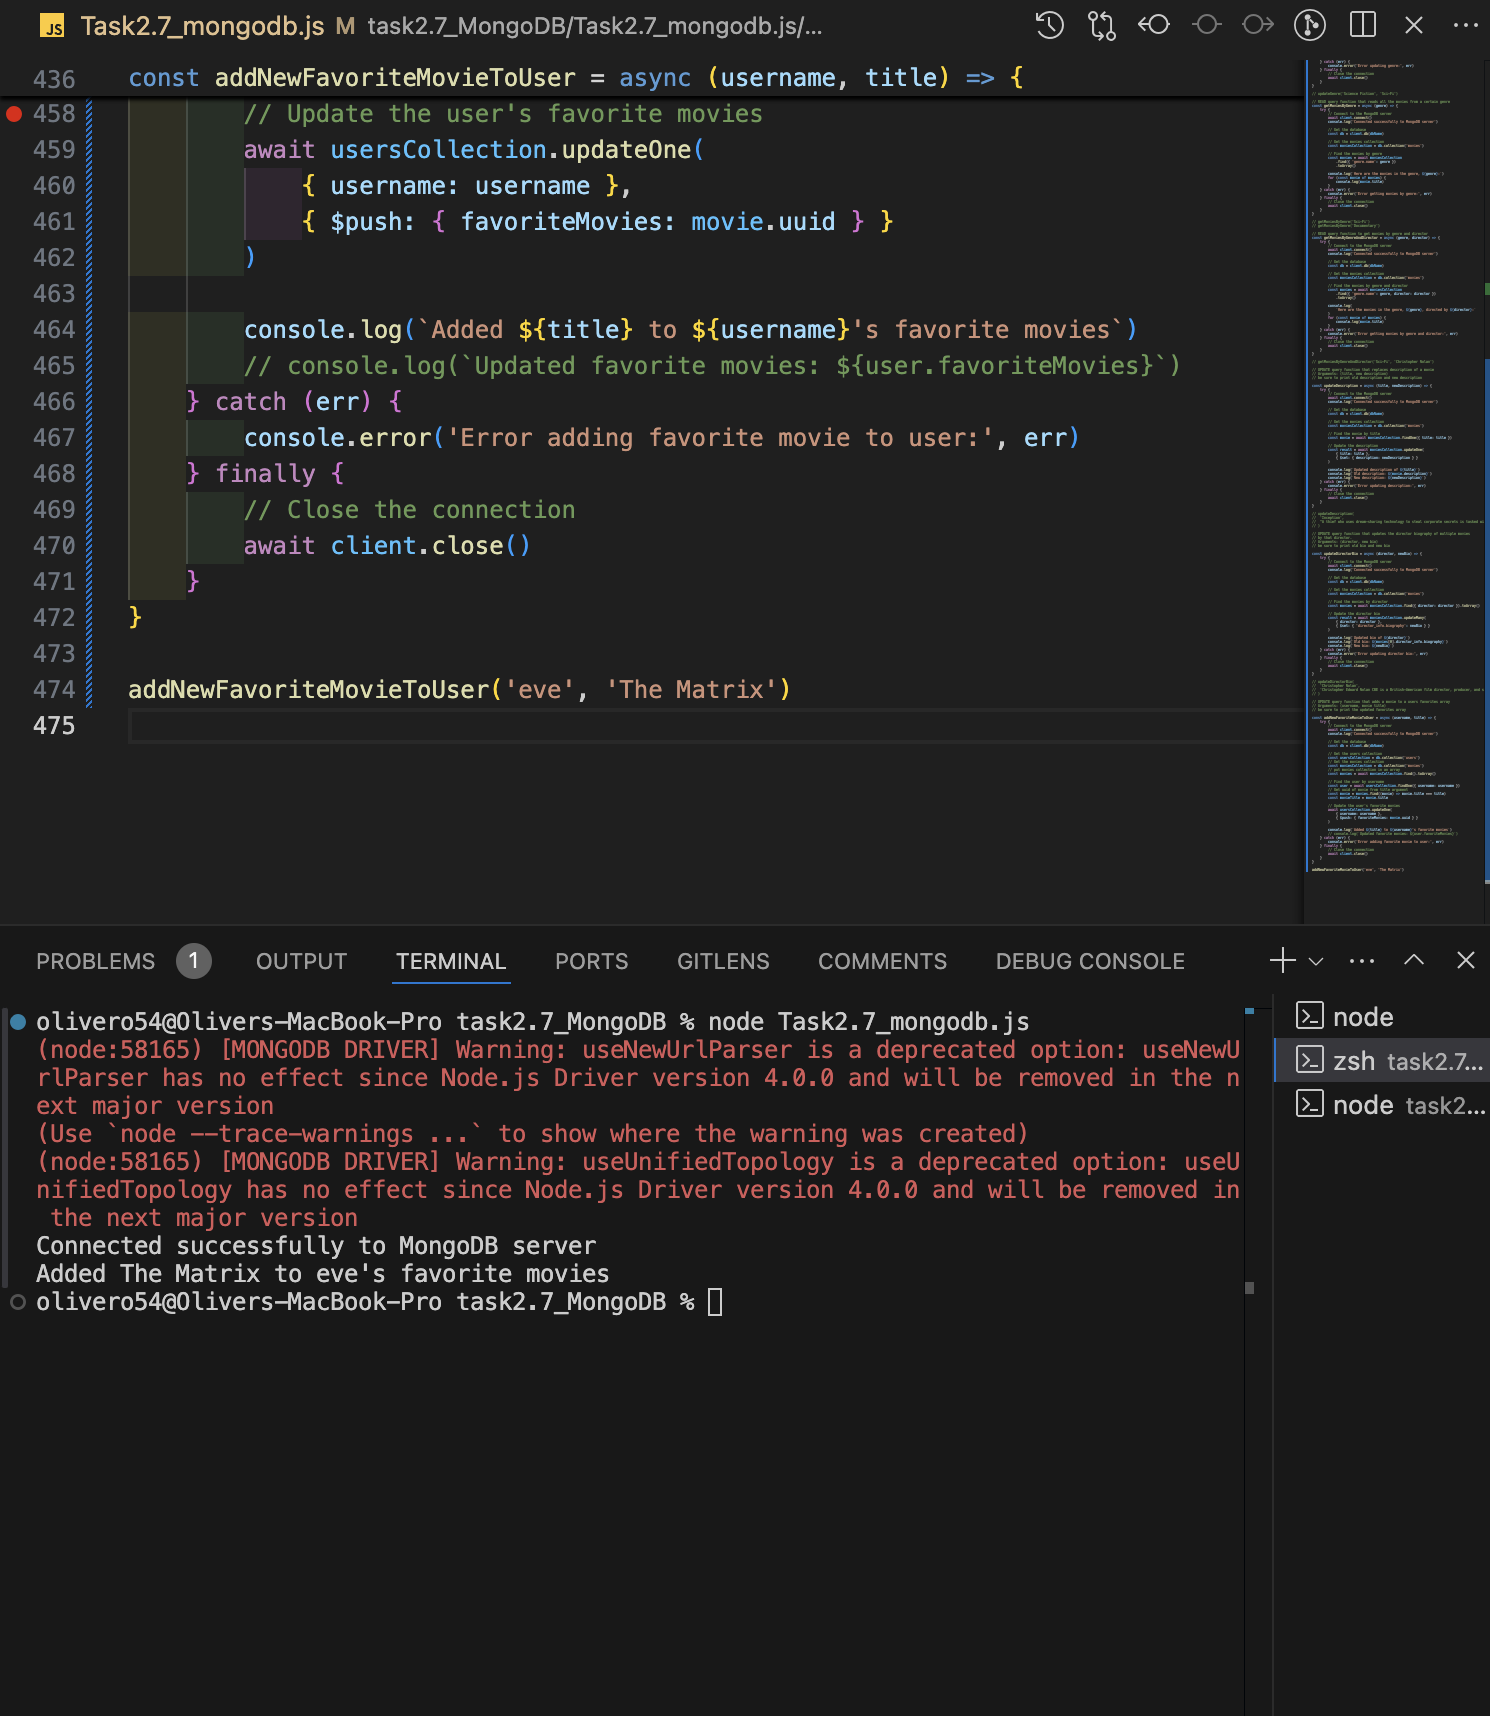 JS Task2.7_mongodb.js M task2.7_MongoDB/Task2.7_mongodb.js/...
436 const addNewFavoriteMovieToUser = async (username, title) => {
458 // Update the user's favorite movies
459 await usersCollection.updateOne(
460 { username: username },
461 { $push: { favoriteMovies: movie.uuid } }
462 )
463
464 console.log(`Added ${title} to ${username}'s favorite movies`)
465 // console.log(`Updated favorite movies: ${user.favoriteMovies}`)
466 } catch (err) {
467 console.error('Error adding favorite movie to user:', err)
468 } finally {
469 // Close the connection
470 await client.close()
471 }
472 }
473
474 addNewFavoriteMovieToUser('eve', 'The Matrix')
475
PROBLEMS 1 OUTPUT TERMINAL PORTS GITLENS COMMENTS DEBUG CONSOLE
olivero54@Olivers-MacBook-Pro task2.7_MongoDB % node Task2.7_mongodb.js
(node:58165) [MONGODB DRIVER] Warning: useNewUrlParser is a deprecated option: useNewU
rlParser has no effect since Node.js Driver version 4.0.0 and will be removed in the n
ext major version
(Use `node --trace-warnings ...` to show where the warning was created)
(node:58165) [MONGODB DRIVER] Warning: useUnifiedTopology is a deprecated option: useU
nifiedTopology has no effect since Node.js Driver version 4.0.0 and will be removed in
the next major version
Connected successfully to MongoDB server
Added The Matrix to eve's favorite movies
olivero54@Olivers-MacBook-Pro task2.7_MongoDB %
node
zsh task2.7...
node task2...